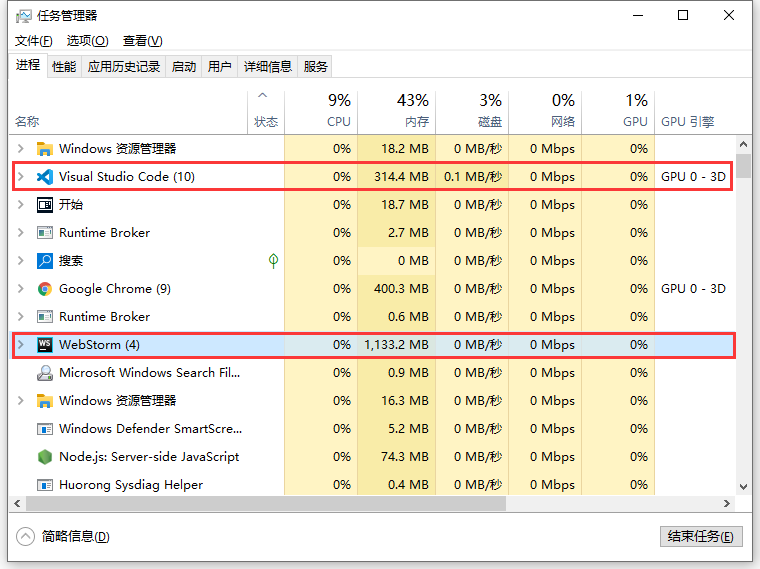 任务管理器
文件(F) 选项(O) 查看(V)
进程 性能 应用历史记录 启动 用户 详细信息 服务
9% 43% 3% 0% 1%
名称 状态 CPU 内存 磁盘 网络 GPU GPU 引擎
Windows 资源管理器 0% 18.2 MB 0 MB/秒 0 Mbps 0%
Visual Studio Code (10) 0% 314.4 MB 0.1 MB/秒 0 Mbps 0% GPU 0 - 3D
开始 0% 18.7 MB 0 MB/秒 0 Mbps 0%
Runtime Broker 0% 2.7 MB 0 MB/秒 0 Mbps 0%
搜索 0% 0 MB 0 MB/秒 0 Mbps 0%
Google Chrome (9) 0% 400.3 MB 0 MB/秒 0 Mbps 0% GPU 0 - 3D
Runtime Broker 0% 0.6 MB 0 MB/秒 0 Mbps 0%
WS WebStorm (4) 0% 1,133.2 MB 0 MB/秒 0 Mbps 0%
Microsoft Windows Search Fil... 0% 0.9 MB 0 MB/秒 0 Mbps 0%
Windows 资源管理器 0% 16.3 MB 0 MB/秒 0 Mbps 0%
Windows Defender SmartScre... 0% 5.2 MB 0 MB/秒 0 Mbps 0%
Node.js: Server-side JavaScript 0% 74.3 MB 0 MB/秒 0 Mbps 0%
Huorong Sysdiag Helper 0% 0.4 MB 0 MB/秒 0 Mbps 0%
简略信息(D) 结束任务(E)